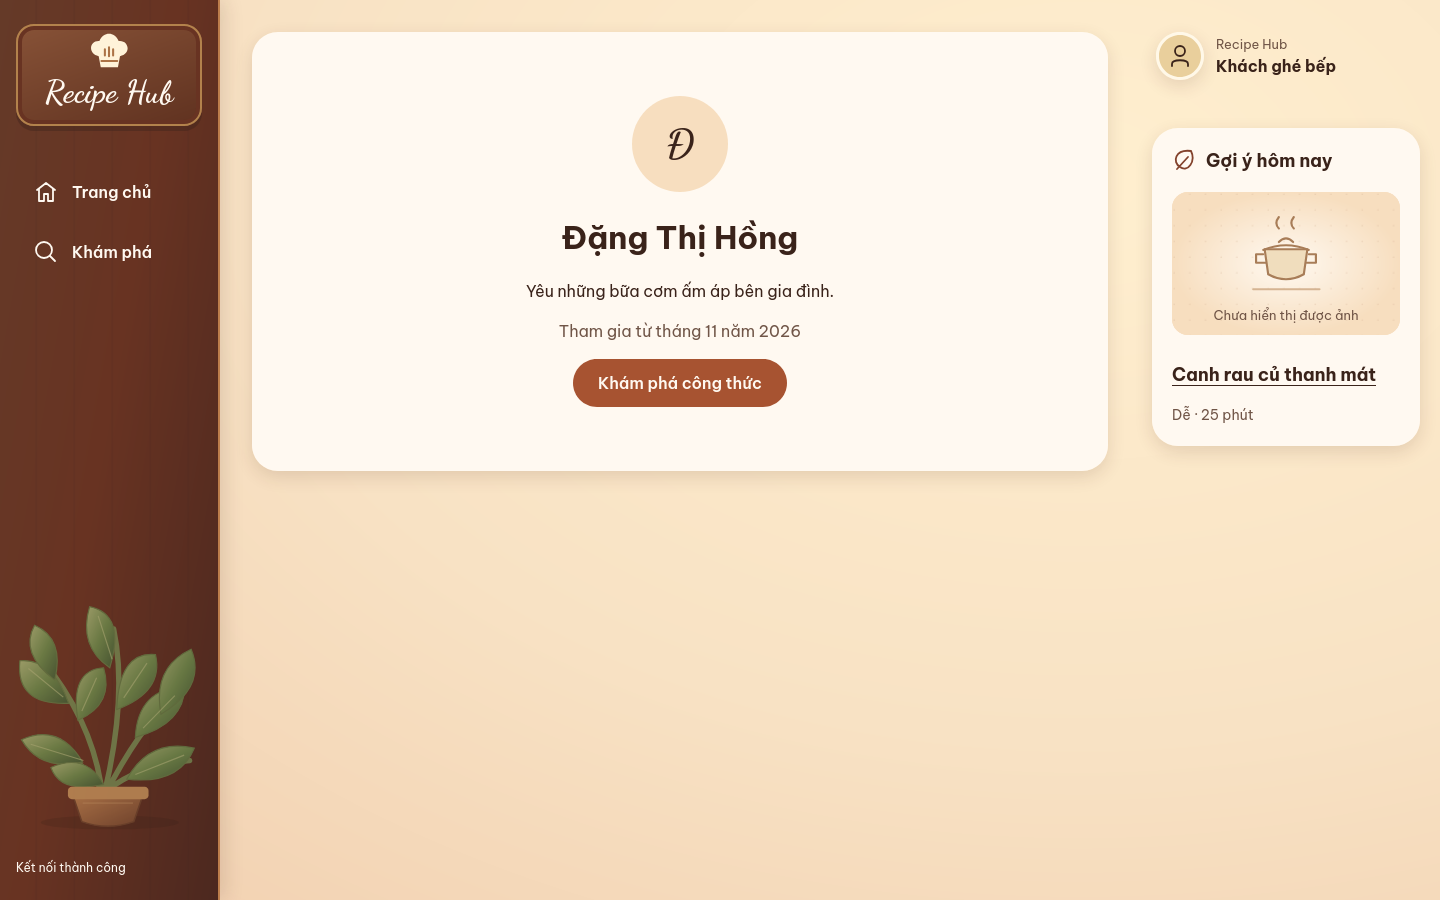 Recipe Hub
Trang chủ
Khám phá
Kết nối thành công
Đ
Đặng Thị Hồng
Yêu những bữa cơm ấm áp bên gia đình.
Tham gia từ tháng 11 năm 2026
Khám phá công thức
Recipe Hub
Khách ghé bếp
Gợi ý hôm nay
Chưa hiển thị được ảnh
Canh rau củ thanh mát
Dễ · 25 phút